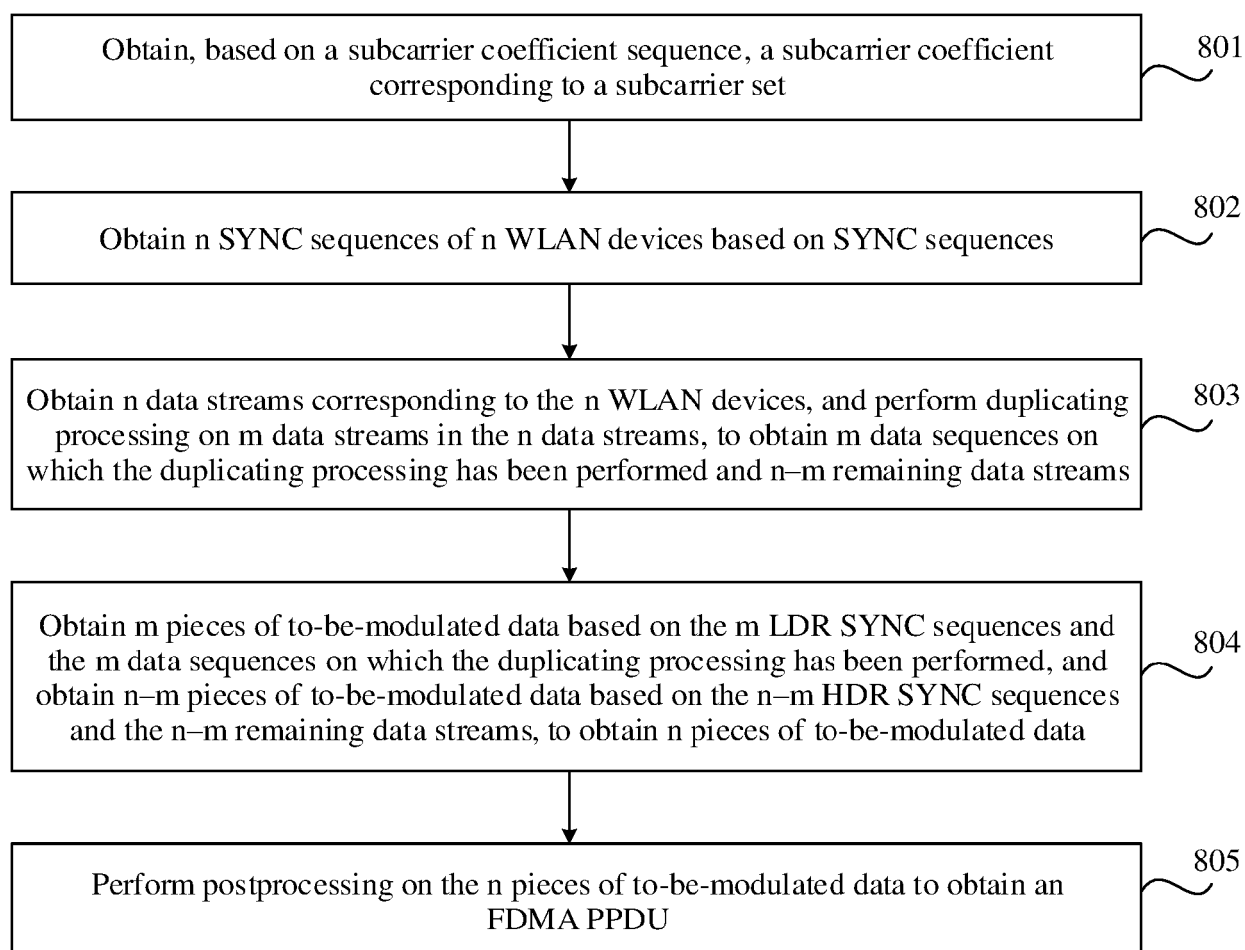 Obtain, based on a subcarrier coefficient sequence, a subcarrier coefficient
corresponding to a subcarrier set
801
Obtain n SYNC sequences of n WLAN devices based on SYNC sequences
802
Obtain n data streams corresponding to the n WLAN devices, and perform duplicating
processing on m data streams in the n data streams, to obtain m data sequences on
which the duplicating processing has been performed and n–m remaining data streams
803
Obtain m pieces of to-be-modulated data based on the m LDR SYNC sequences and
the m data sequences on which the duplicating processing has been performed, and
obtain n–m pieces of to-be-modulated data based on the n–m HDR SYNC sequences
and the n–m remaining data streams, to obtain n pieces of to-be-modulated data
804
Perform postprocessing on the n pieces of to-be-modulated data to obtain an
FDMA PPDU
805